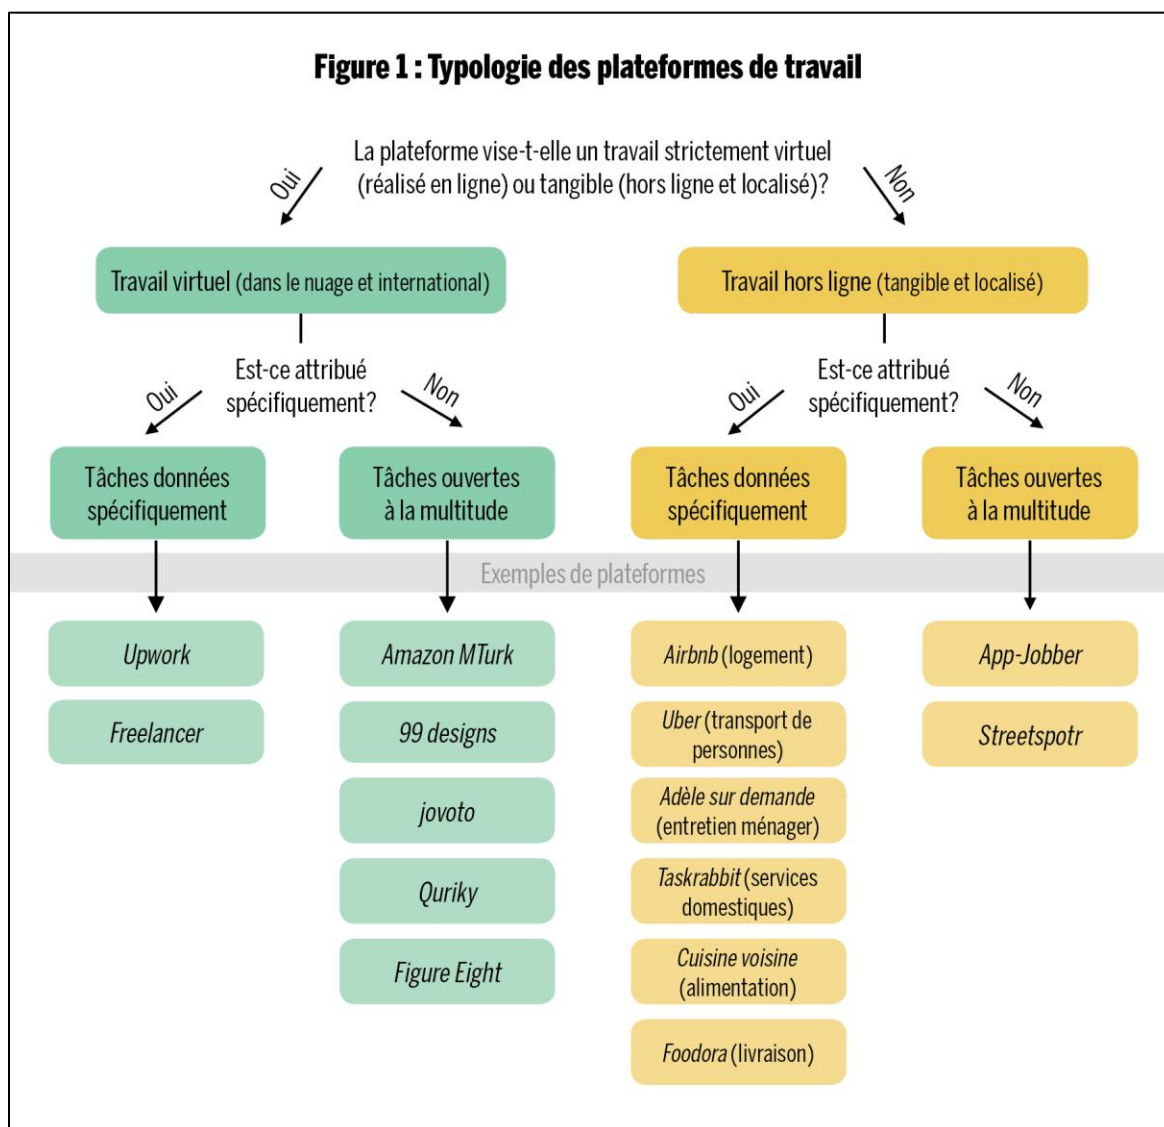 Figure 1 : Typologie des plateformes de travail
La plateforme vise-t-elle un travail strictement virtuel
(réalisé en ligne) ou tangible (hors ligne et localisé)?
Oui
Non
Travail virtuel (dans le nuage et international)
Travail hors ligne (tangible et localisé)
Est-ce attribué
spécifiquement?
Oui
Non
Est-ce attribué
spécifiquement?
Oui
Non
Tâches données
spécifiquement
Tâches ouvertes
à la multitude
Tâches données
spécifiquement
Tâches ouvertes
à la multitude
Exemples de plateformes
Upwork
Freelancer
Amazon MTurk
99 designs
jovoto
Quriky
Figure Eight
Airbnb (logement)
Uber (transport de
personnes)
Adèle sur demande
(entretien ménager)
Taskrabbit (services
domestiques)
Cuisine voisine
(alimentation)
Foodora (livraison)
App-Jobber
Streetspotr